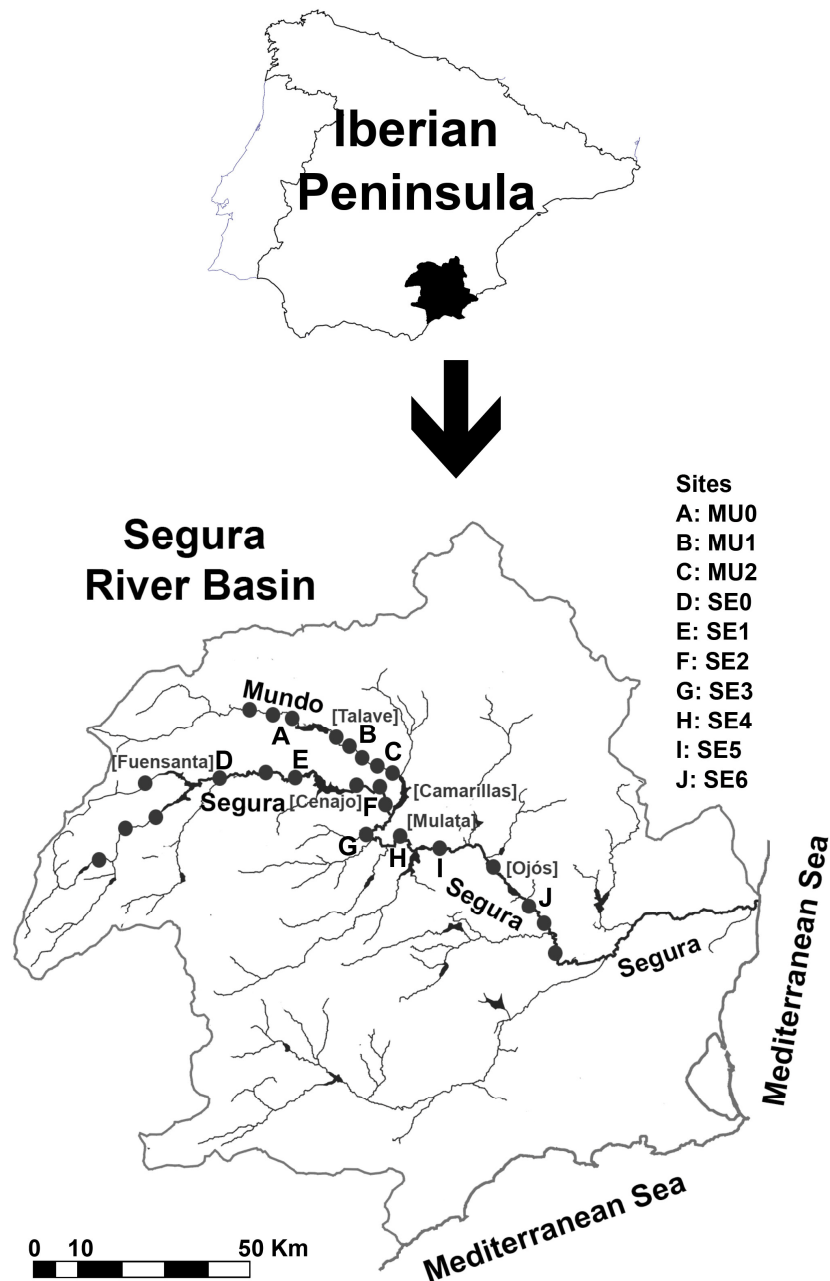 Iberian
Peninsula
Sites
A: MU0
B: MU1
C: MU2
D: SE0
E: SE1
F: SE2
G: SE3
H: SE4
I: SE5
J: SE6
Segura
River Basin
Mundo
[Talave]
A
B
C
[Fuensanta]
D
E
Segura
[Cenajo]
F
[Camarillas]
[Mulata]
G
H
I
[Ojós]
Segura
J
Segura
Mediterranean Sea
Mediterranean Sea
0 10 50 Km